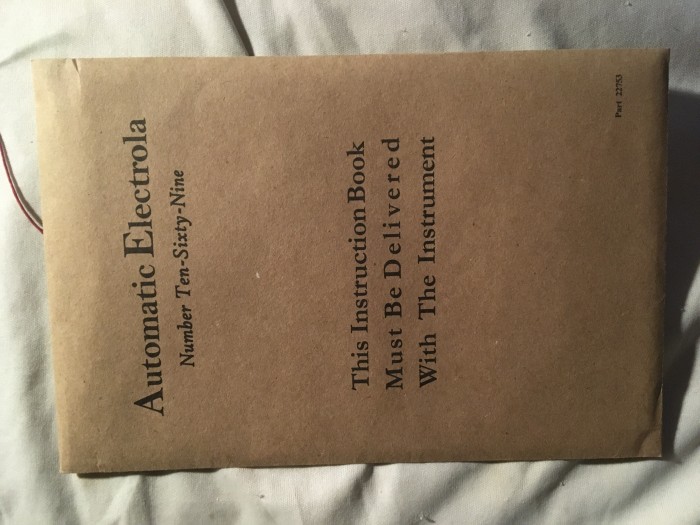 Automatic Electrola
Number Ten-Sixty-Nine
This Instruction Book
Must Be Delivered
With The Instrument
Part 22753